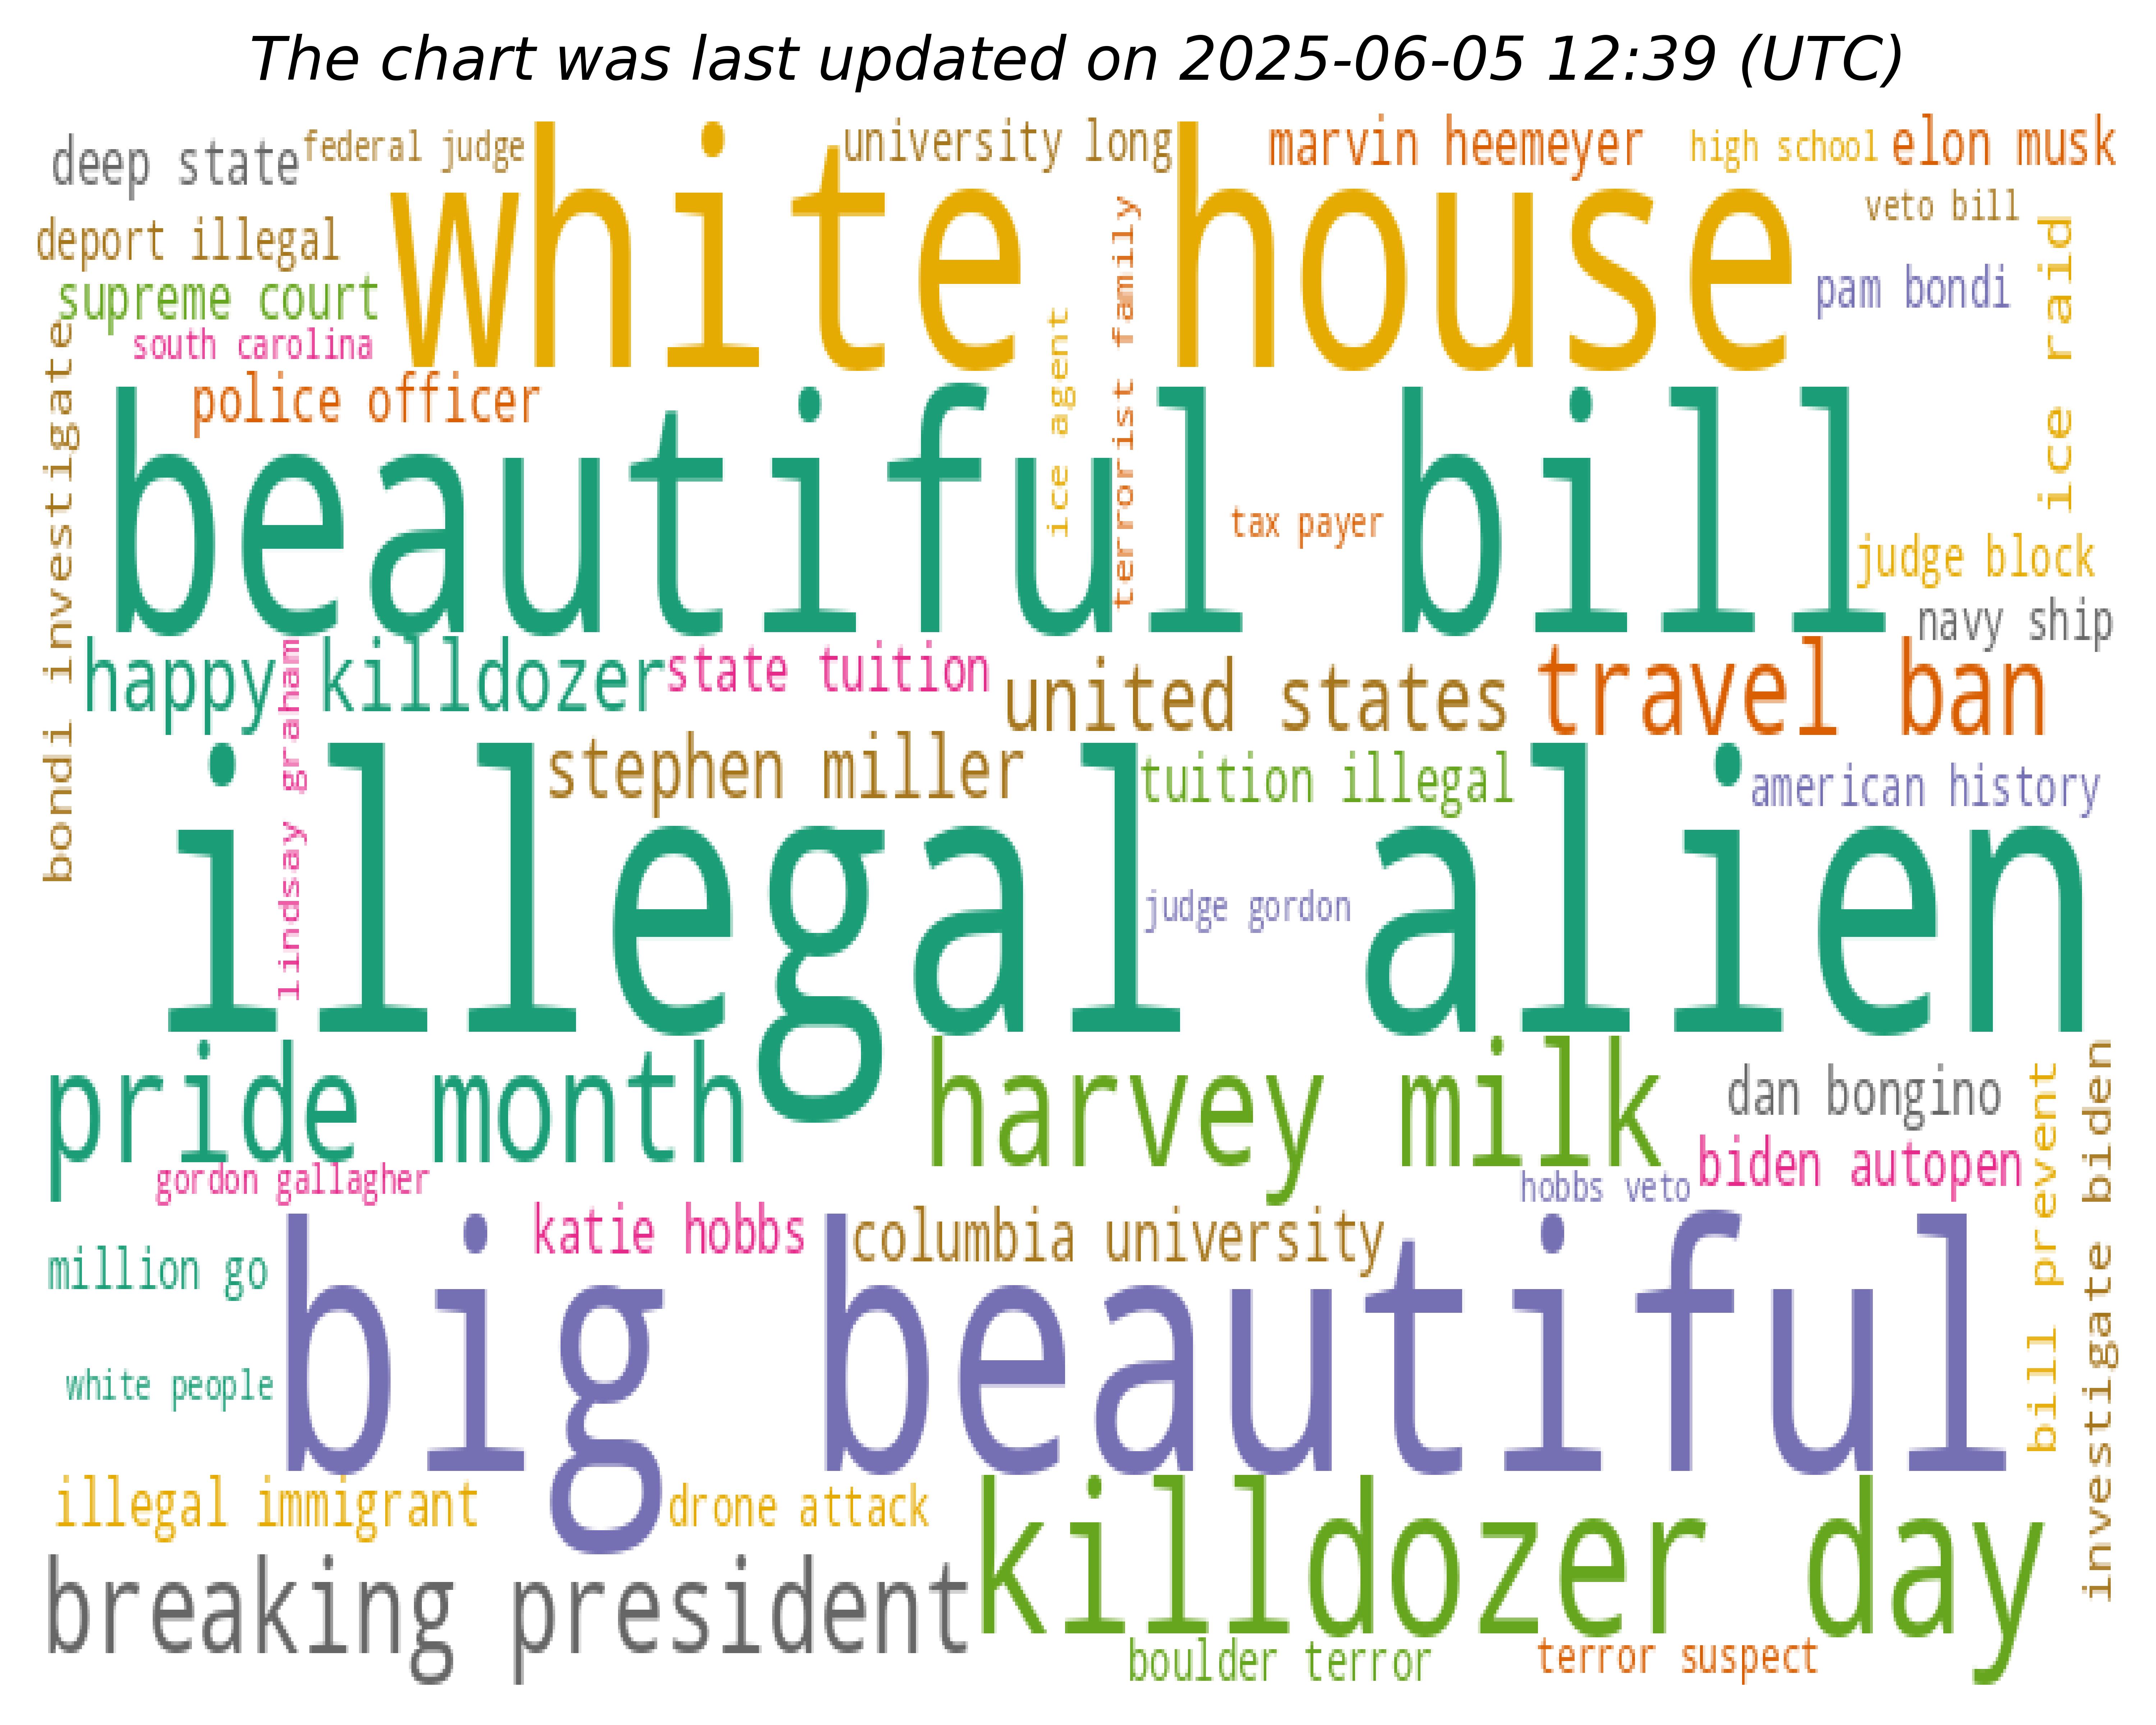 The chart was last updated on 2025-06-05 12:39 (UTC)
deep state
federal judge
white house
university long
marvin heemeyer
high school
elon musk
deport illegal
veto bill
supreme court
pam bondi
ice raid
south carolina
terrorist family
ice agent
bondi investigate
police officer
beautiful bill
tax payer
judge block
navy ship
happy killdozer
state tuition
united states
travel ban
lindsay graham
stephen miller
tuition illegal
american history
illegal alien
judge gordon
pride month
harvey milk
dan bongino
bill prevent
investigate biden
biden autopen
gordon gallagher
hobbs veto
katie hobbs
columbia university
million go
big beautiful
white people
illegal immigrant
drone attack
killdozer day
breaking president
boulder terror
terror suspect